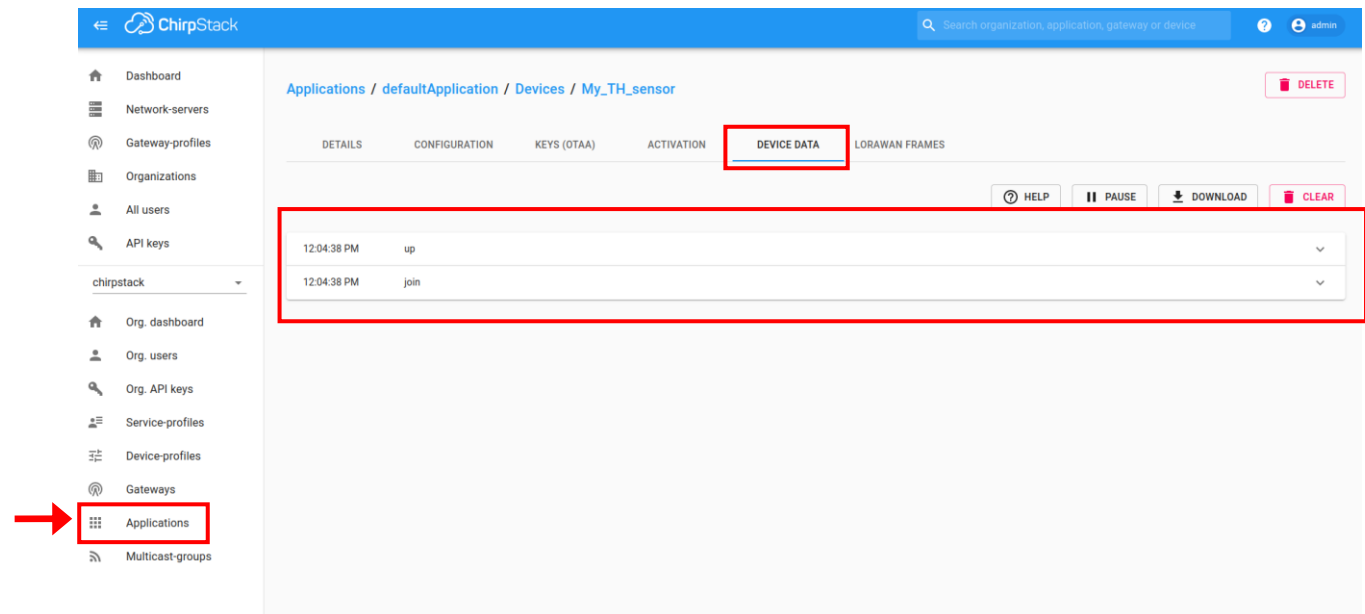 ChirpStack
Search organization, application, gateway or device
?
admin
Dashboard
Network-servers
Gateway-profiles
Organizations
All users
API keys
chirpstack
Org. dashboard
Org. users
Org. API keys
Service-profiles
Device-profiles
Gateways
Applications
Multicast-groups
Applications / defaultApplication / Devices / My_TH_sensor
DELETE
DETAILS CONFIGURATION KEYS (OTAA) ACTIVATION DEVICE DATA LORAWAN FRAMES
? HELP PAUSE DOWNLOAD CLEAR
12:04:38 PM up
12:04:38 PM join